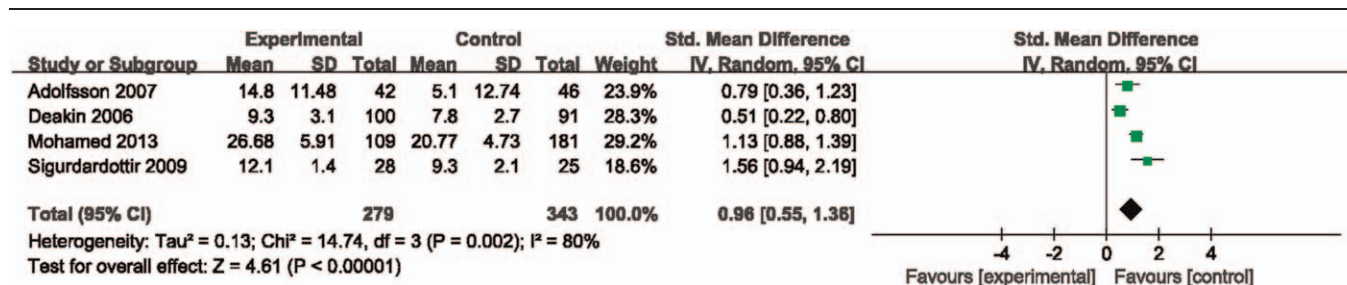 Experimental Control Std. Mean Difference Std. Mean Difference
Study or Subgroup Mean SD Total Mean SD Total Weight IV, Random, 95% CI IV, Random, 95% CI
Adolfsson 2007 14.8 11.48 42 5.1 12.74 46 23.9% 0.79 [0.36, 1.23]
Deakin 2006 9.3 3.1 100 7.8 2.7 91 28.3% 0.51 [0.22, 0.80]
Mohamed 2013 26.68 5.91 109 20.77 4.73 181 29.2% 1.13 [0.88, 1.39]
Sigurdardottir 2009 12.1 1.4 28 9.3 2.1 25 18.6% 1.56 [0.94, 2.19]
Total (95% CI) 279 343 100.0% 0.96 [0.55, 1.36]
Heterogeneity: Tau² = 0.13; Chi² = 14.74, df = 3 (P = 0.002); I² = 80%
Test for overall effect: Z = 4.61 (P < 0.00001)
-4 -2 0 2 4
Favours [experimental] Favours [control]